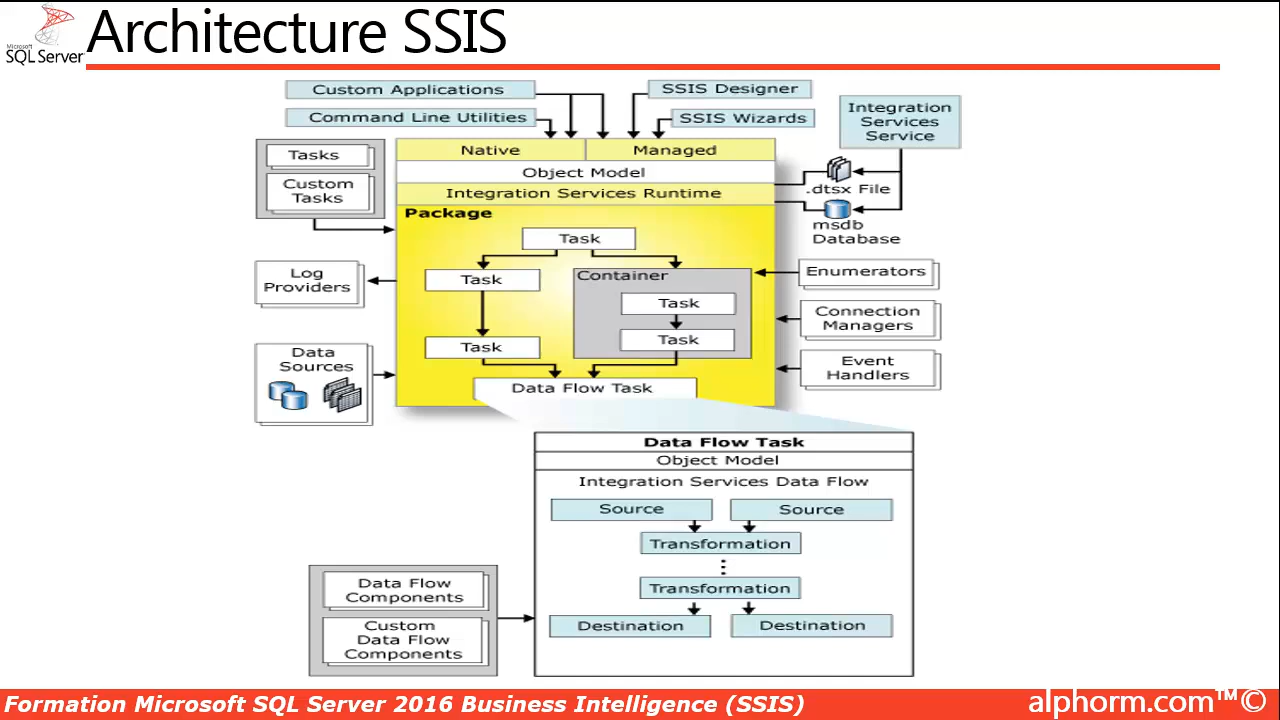 Architecture SSIS
Microsoft
SQL Server
Custom Applications
Command Line Utilities
SSIS Designer
SSIS Wizards
Integration
Services
Service
Tasks
Custom
Tasks
Native
Managed
Object Model
Integration Services Runtime
.dtsx File
msdb
Database
Package
Task
Task
Container
Task
Task
Task
Data Flow Task
Log
Providers
Data
Sources
Enumerators
Connection
Managers
Event
Handlers
Data Flow Task
Object Model
Integration Services Data Flow
Source
Source
Transformation
Transformation
Destination
Destination
Data Flow
Components
Custom
Data Flow
Components
Formation Microsoft SQL Server 2016 Business Intelligence (SSIS)
alphorm.com™©